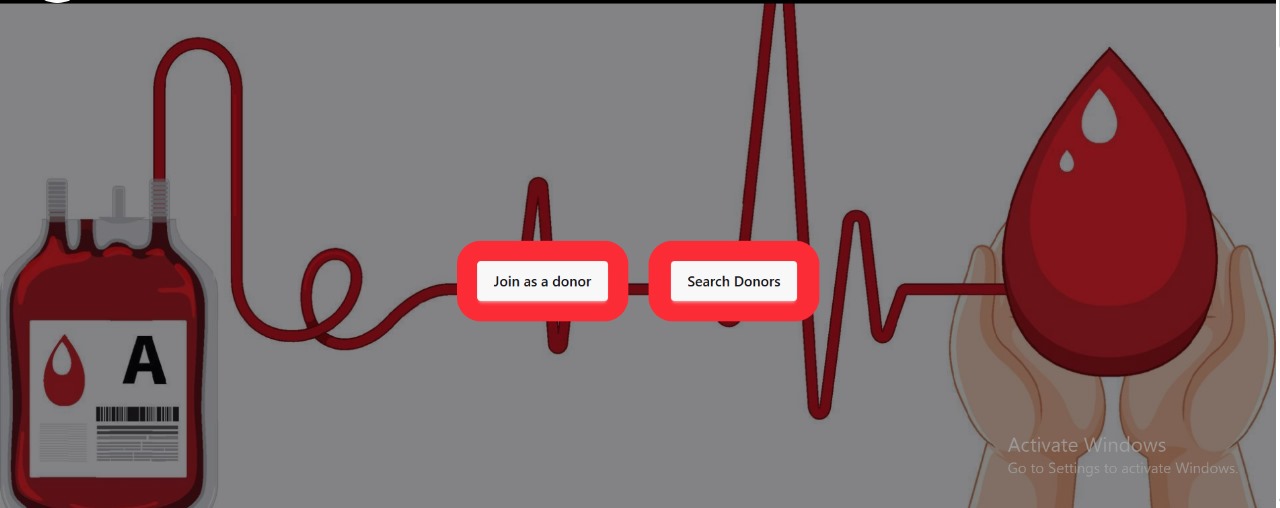 Join as a donor
Search Donors
A
Activate Windows
Go to Settings to activate Windows.